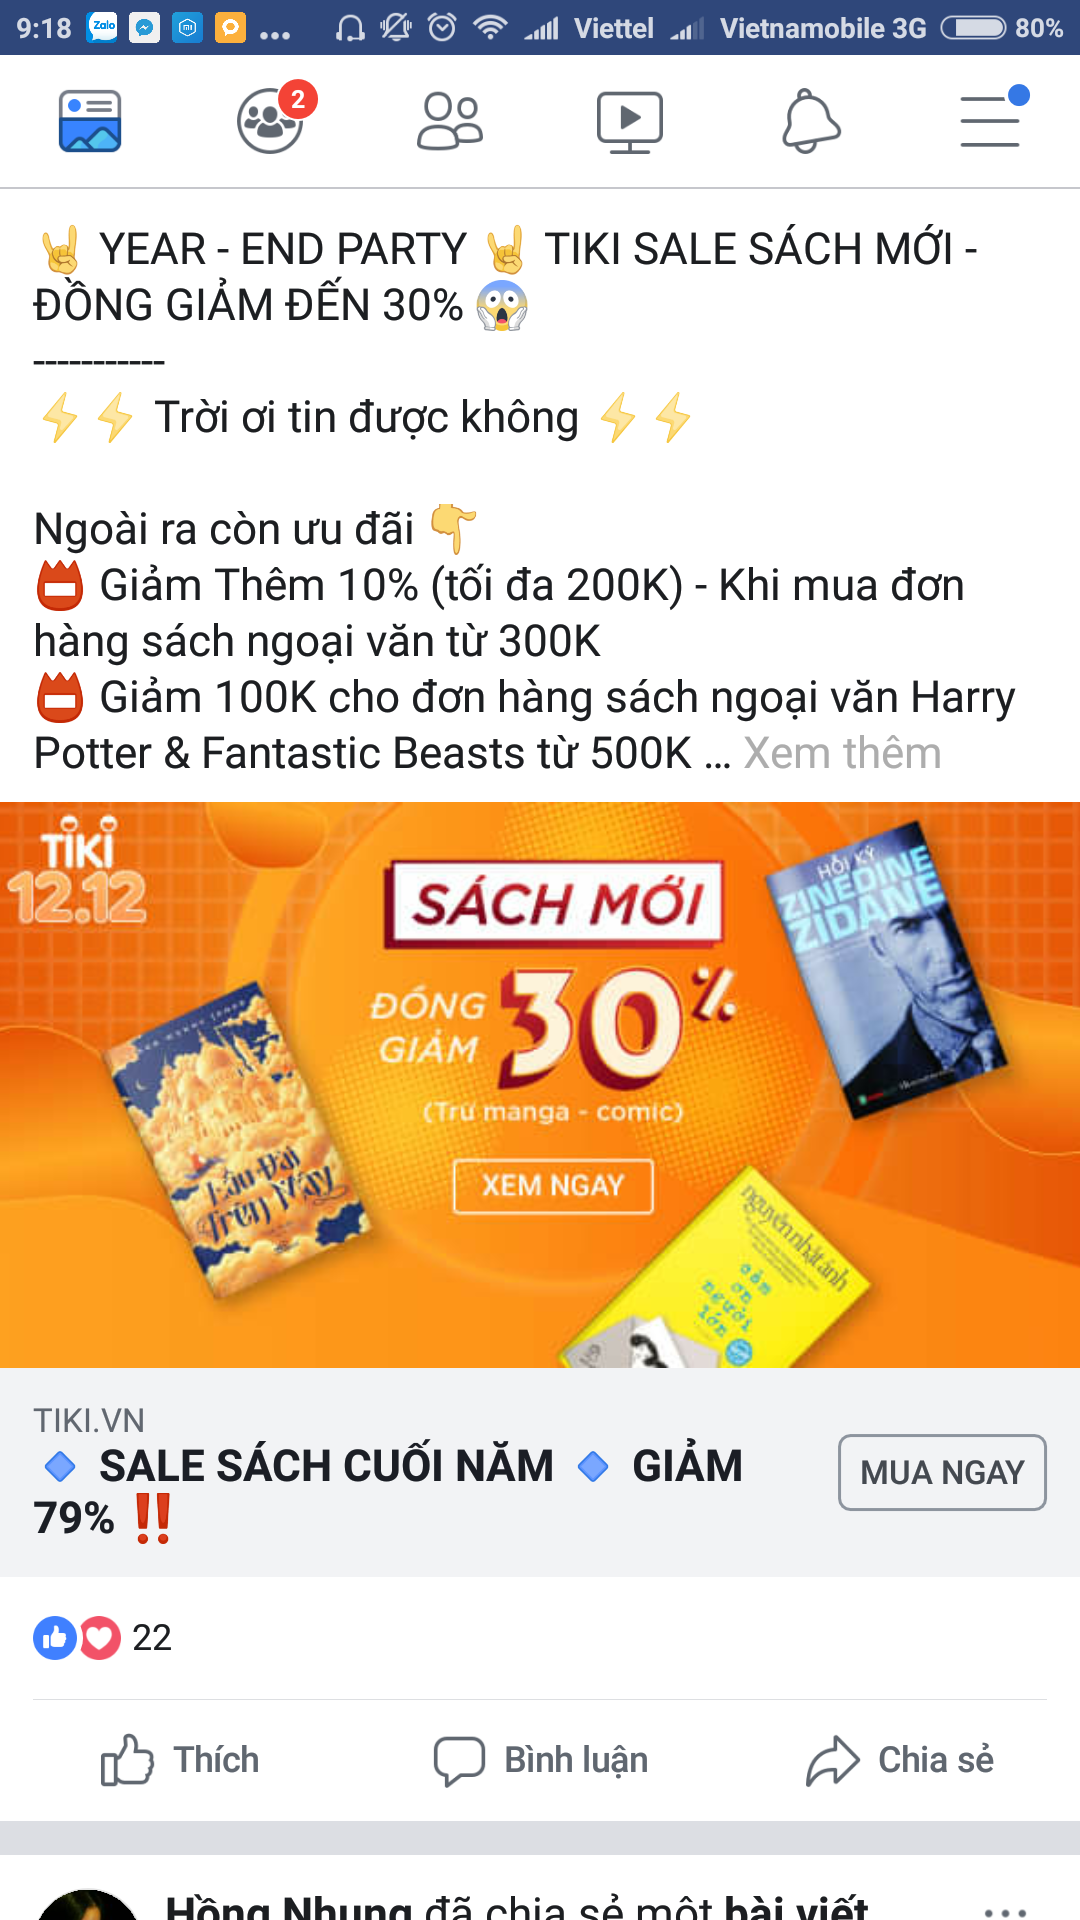 9:18 Zalo ... Viettel Vietnamobile 3G 80%
2
🤘 YEAR - END PARTY 🤘 TIKI SALE SÁCH MỚI -
ĐỒNG GIẢM ĐẾN 30% 😱
-----------
⚡⚡ Trời ơi tin được không ⚡⚡
Ngoài ra còn ưu đãi 👇
📛 Giảm Thêm 10% (tối đa 200K) - Khi mua đơn
hàng sách ngoại văn từ 300K
📛 Giảm 100K cho đơn hàng sách ngoại văn Harry
Potter & Fantastic Beasts từ 500K ... Xem thêm
TIKI
12.12
SÁCH MỚI
ĐỒNG
GIẢM
30%
(Trừ manga - comic)
XEM NGAY
HỒI KÝ
ZINEDINE
ZIDANE
Lâu Đài
Trên Mây
nguyễn nhật ánh
cảm
ơn
người
lớn
TIKI.VN
🔹 SALE SÁCH CUỐI NĂM 🔹 GIẢM
79% ‼️
MUA NGAY
22
Thích
Bình luận
Chia sẻ
Hồng Nhung đã chia sẻ một bài viết